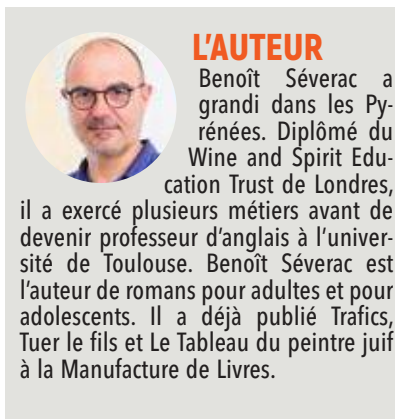 L'AUTEUR
Benoît Séverac a
grandi dans les Py-
rénées. Diplômé du
Wine and Spirit Edu-
cation Trust de Londres,
il a exercé plusieurs métiers avant de
devenir professeur d'anglais à l'univer-
sité de Toulouse. Benoît Séverac est
l'auteur de romans pour adultes et pour
adolescents. Il a déjà publié Trafics,
Tuer le fils et Le Tableau du peintre juif
à la Manufacture de Livres.